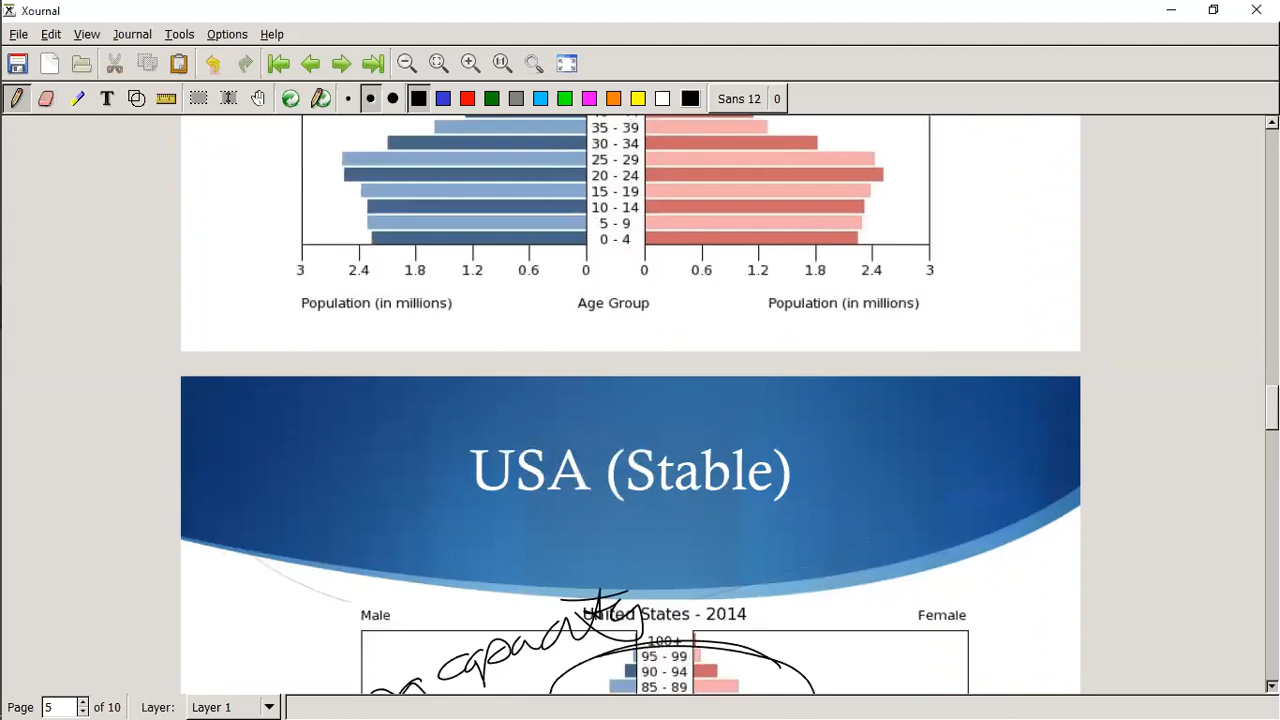 Xournal
File Edit View Journal Tools Options Help
Sans 12 0
35 - 39
30 - 34
25 - 29
20 - 24
15 - 19
10 - 14
5 - 9
0 - 4
3 2.4 1.8 1.2 0.6 0 0 0.6 1.2 1.8 2.4 3
Population (in millions) Age Group Population (in millions)
USA (Stable)
Male United States - 2014 Female
capacity
100+
95 - 99
90 - 94
85 - 89
Page 5 of 10 Layer: Layer 1